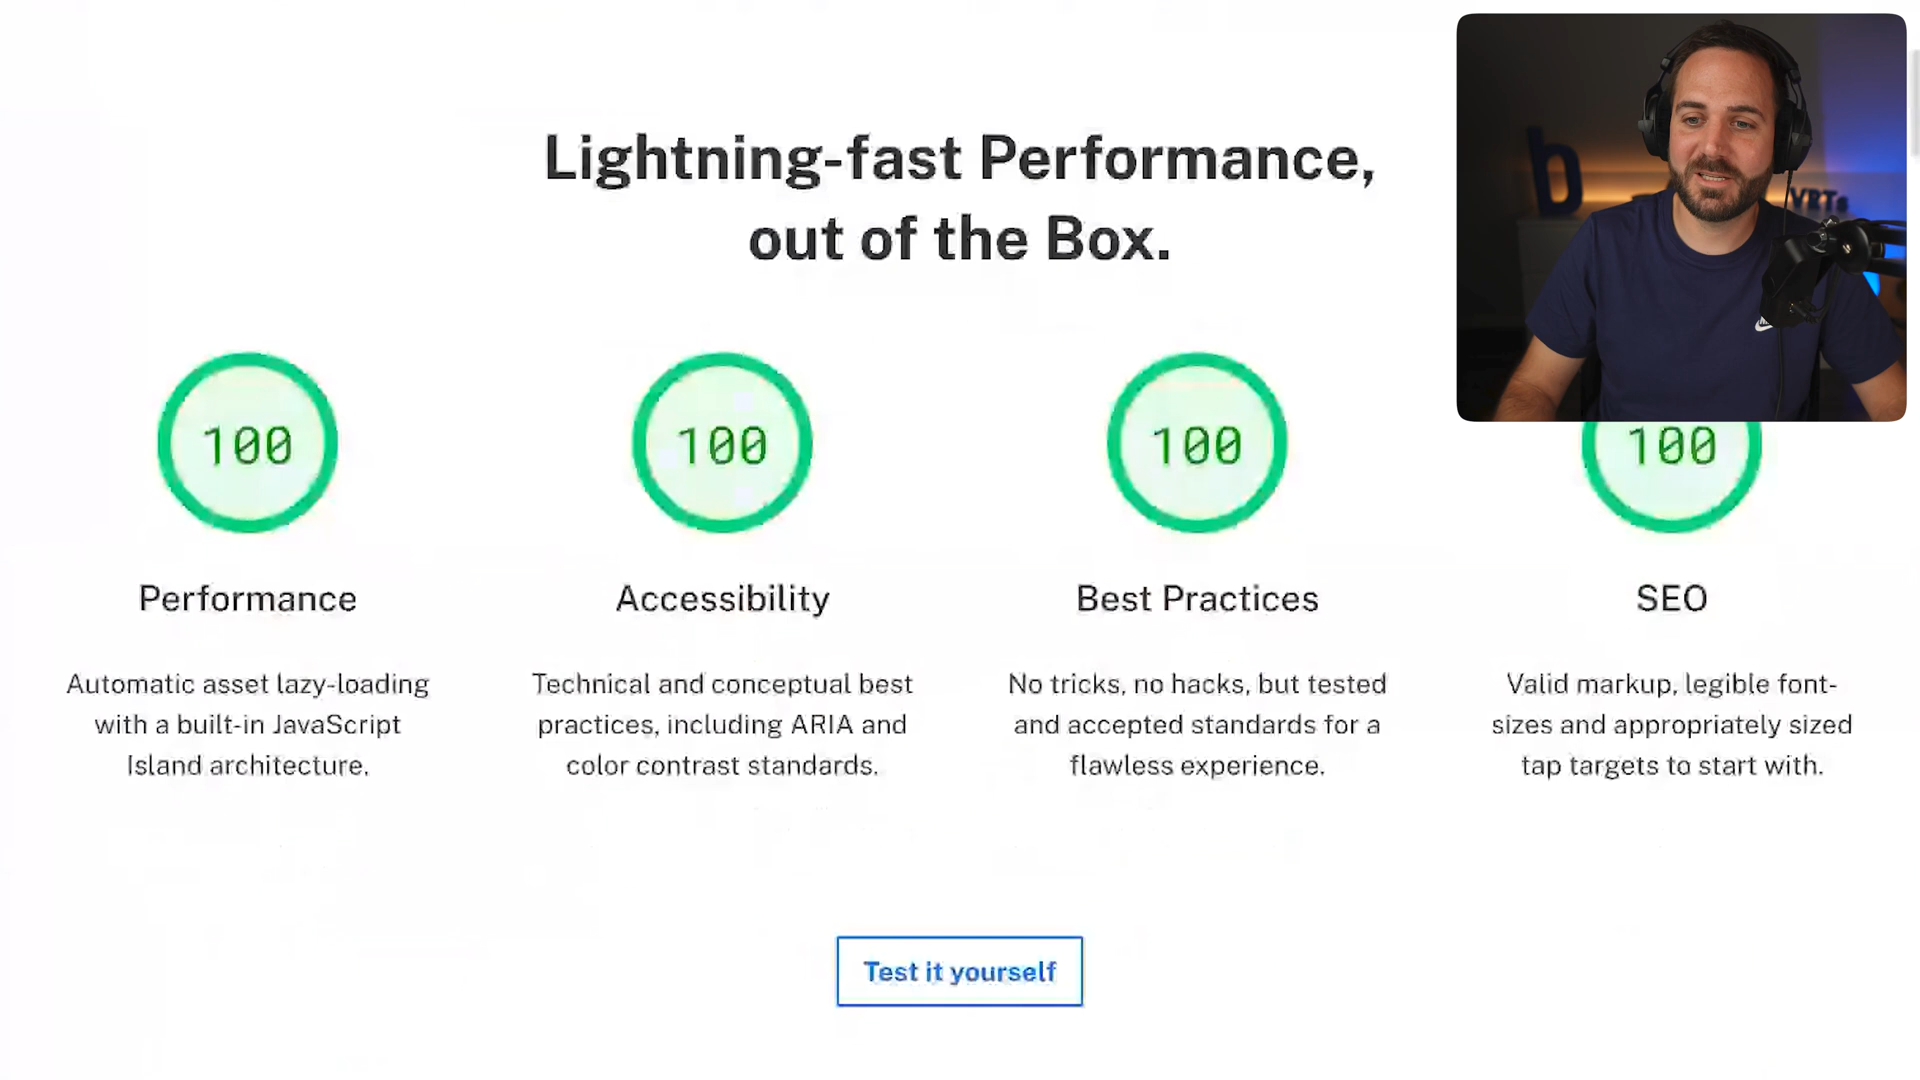 Lightning-fast Performance,
out of the Box.
100
100
100
100
Performance
Accessibility
Best Practices
SEO
Automatic asset lazy-loading
with a built-in JavaScript
Island architecture.
Technical and conceptual best
practices, including ARIA and
color contrast standards.
No tricks, no hacks, but tested
and accepted standards for a
flawless experience.
Valid markup, legible font-
sizes and appropriately sized
tap targets to start with.
Test it yourself
b
VRTs